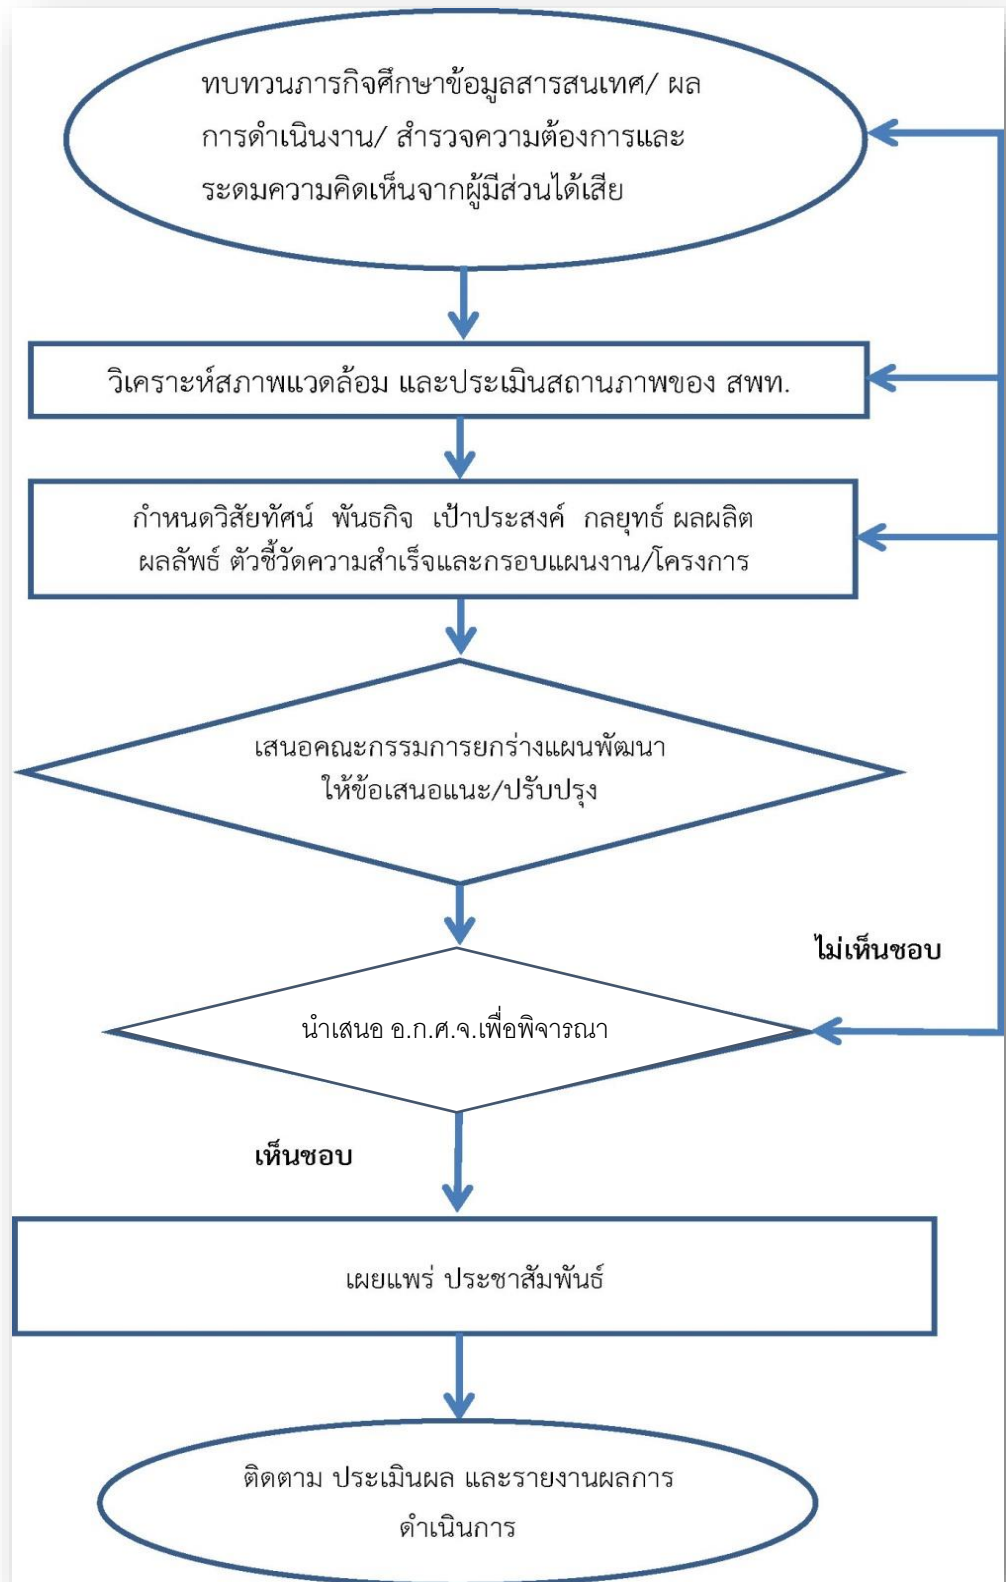 ทบทวนภารกิจศึกษาข้อมูลสารสนเทศ/ ผล
การดำเนินงาน/ สำรวจความต้องการและ
ระดมความคิดเห็นจากผู้มีส่วนได้เสีย
วิเคราะห์สภาพแวดล้อม และประเมินสถานภาพของ สพท.
กำหนดวิสัยทัศน์ พันธกิจ เป้าประสงค์ กลยุทธ์ ผลผลิต
ผลลัพธ์ ตัวชี้วัดความสำเร็จและกรอบแผนงาน/โครงการ
เสนอคณะกรรมการยกร่างแผนพัฒนา
ให้ข้อเสนอแนะ/ปรับปรุง
ไม่เห็นชอบ
นำเสนอ อ.ก.ศ.จ.เพื่อพิจารณา
เห็นชอบ
เผยแพร่ ประชาสัมพันธ์
ติดตาม ประเมินผล และรายงานผลการ
ดำเนินการ